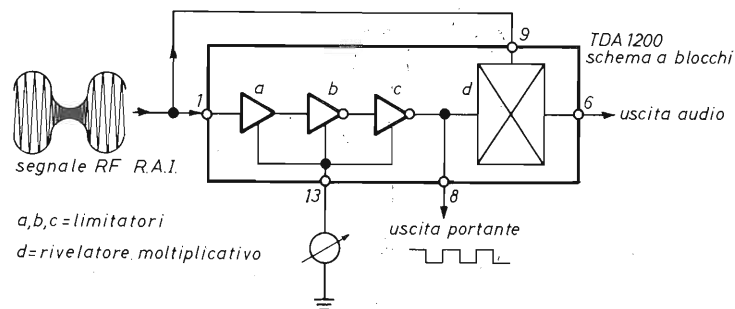 9
TDA 1200
schema a blocchi
1
a
b
c
d
6
uscita audio
segnale RF R.A.I.
13
8
a,b,c = limitatori
uscita portante
d = rivelatore moltiplicativo